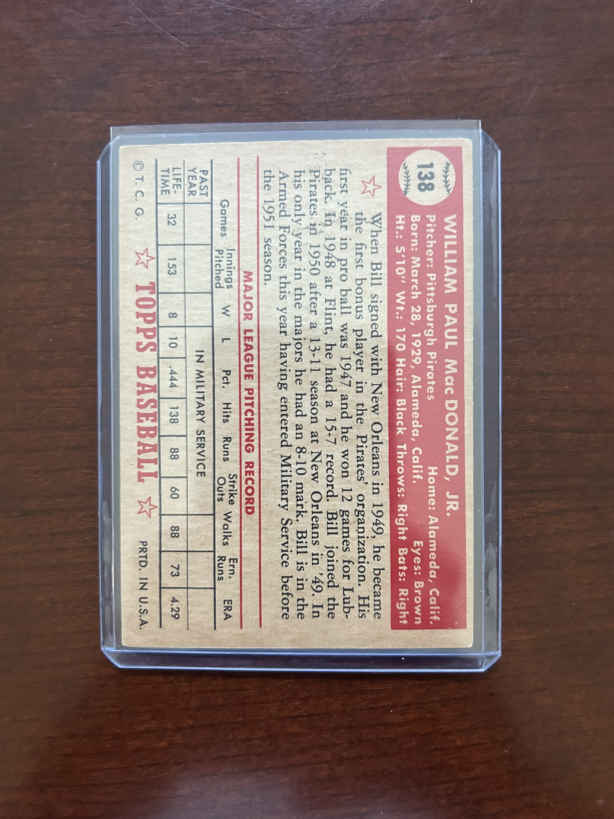 138
WILLIAM PAUL MacDONALD, JR.
Pitcher: Pittsburgh Pirates Home: Alameda, Calif.
Born: March 28, 1929, Alameda, Calif. Eyes: Brown
Ht.: 5'10" Wt.: 170 Hair: Black Throws: Right Bats: Right
When Bill signed with New Orleans in 1949, he became
the first bonus player in the Pirates' organization. His
first year in pro ball was 1947 and he won 12 games for Lub-
back. In 1948 at Flint, he had a 15-7 record. Bill joined the
Pirates in 1950 after a 13-11 season at New Orleans in '49. In
his only year in the majors he had an 8-10 mark. Bill is in the
Armed Forces this year having entered Military Service before
the 1951 season.
MAJOR LEAGUE PITCHING RECORD
Games Innings Pitched W L Pct. Hits Runs Strike Outs Walks Ern. Runs ERA
PAST YEAR IN MILITARY SERVICE
LIFE-TIME 32 153 8 10 .444 138 88 60 88 73 4.29
© T. C. G. TOPPS BASEBALL PRTD. IN U.S.A.